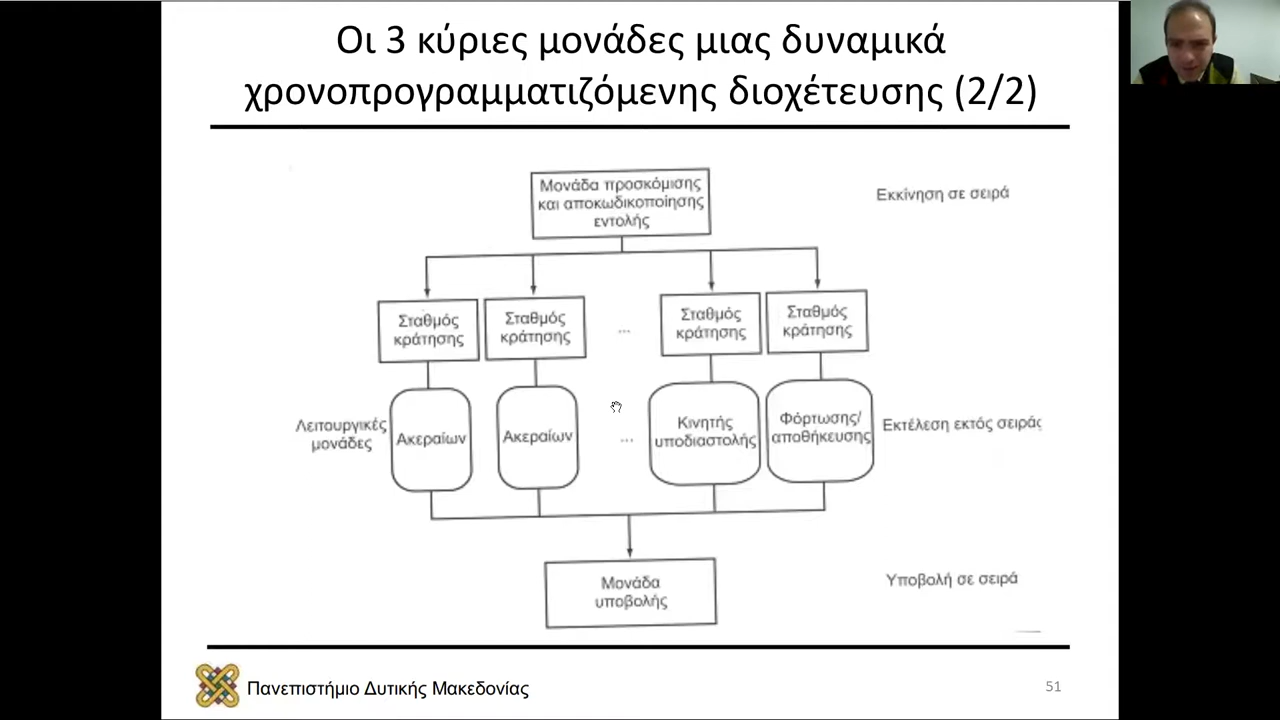 Οι 3 κύριες μονάδες μιας δυναμικά
χρονοπρογραμματιζόμενης διοχέτευσης (2/2)
Μονάδα προσκόμισης
και αποκωδικοποίησης
εντολής
Εκκίνηση σε σειρά
Σταθμός
κράτησης
Σταθμός
κράτησης
...
Σταθμός
κράτησης
Σταθμός
κράτησης
Λειτουργικές
μονάδες
Ακεραίων
Ακεραίων
...
Κινητής
υποδιαστολής
Φόρτωσης/
αποθήκευσης
Εκτέλεση εκτός σειράς
Μονάδα
υποβολής
Υποβολή σε σειρά
Πανεπιστήμιο Δυτικής Μακεδονίας
51